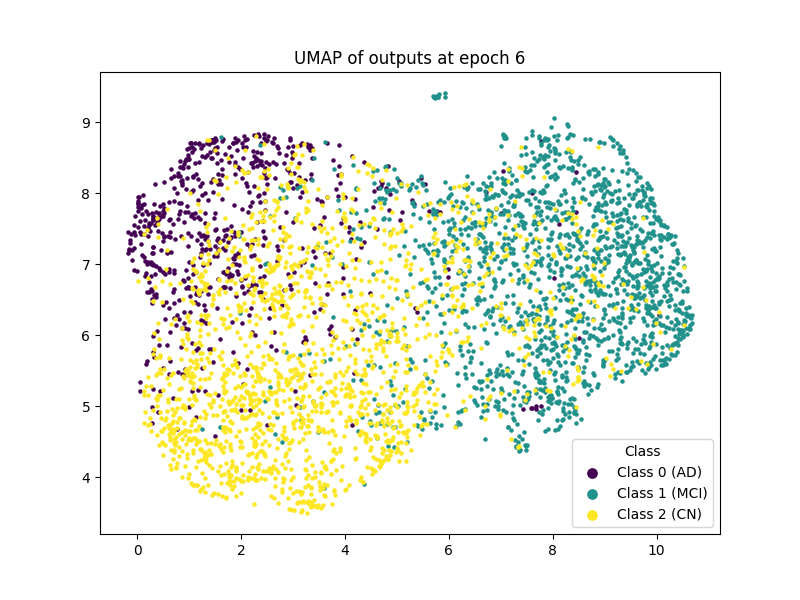 UMAP of outputs at epoch 6
9
8
7
6
5
4
0 2 4 6 8 10
Class
Class 0 (AD)
Class 1 (MCI)
Class 2 (CN)